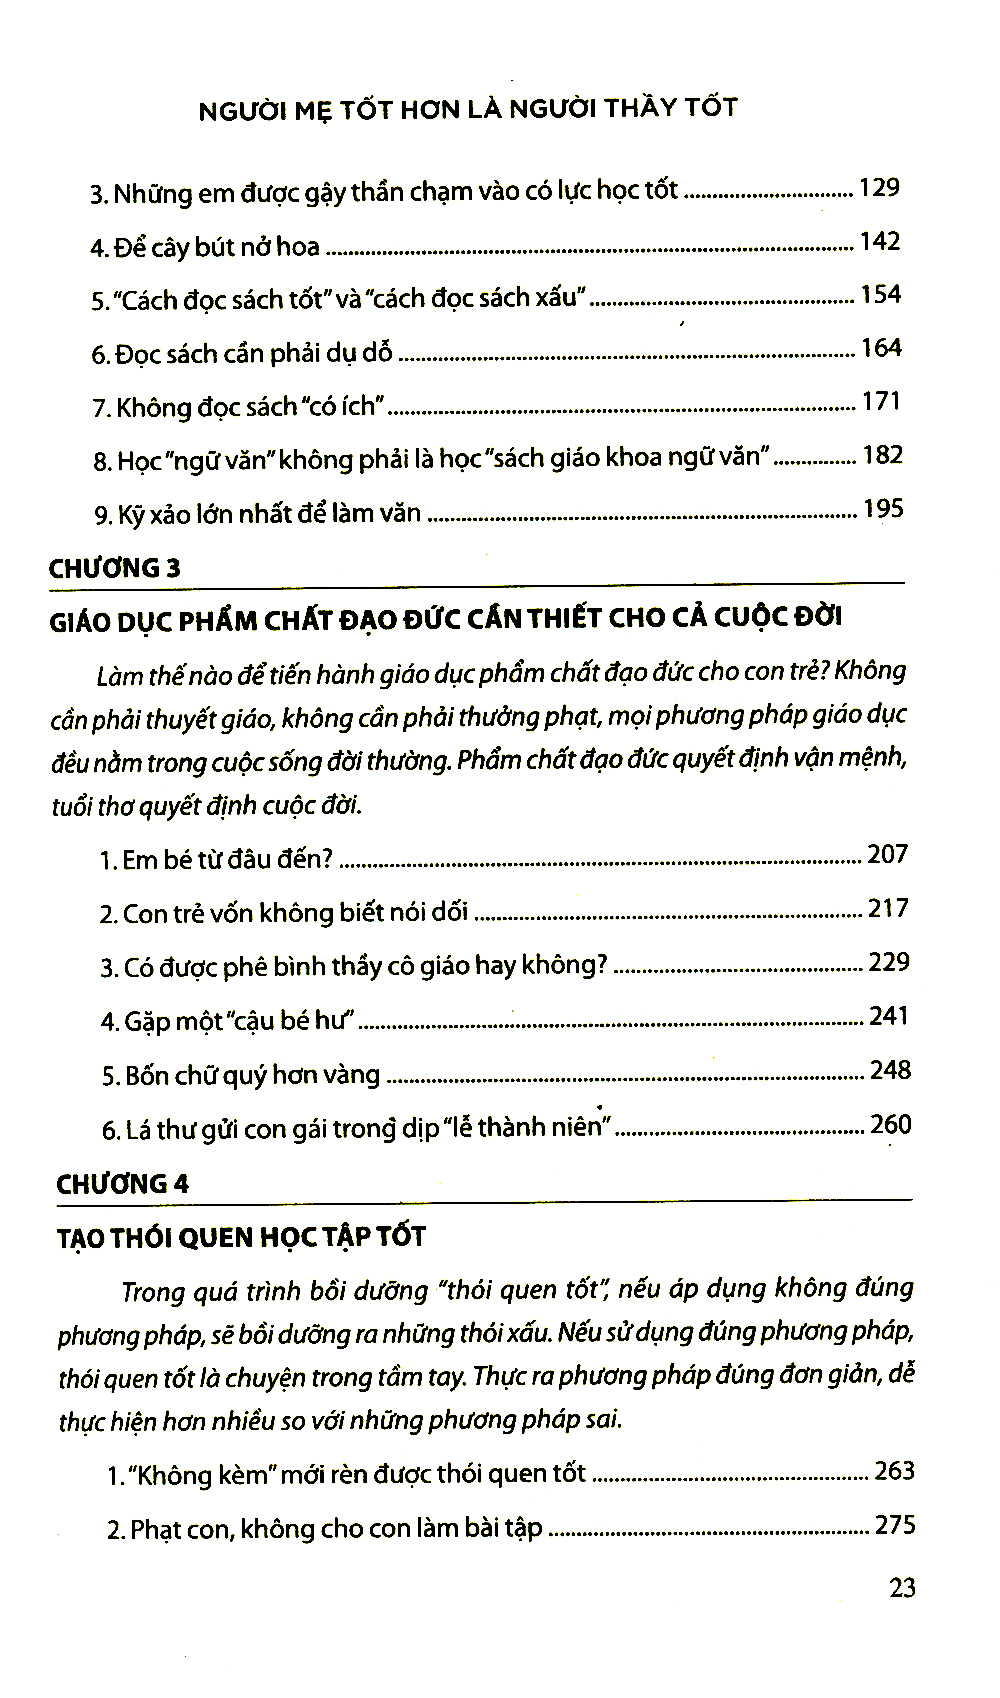 NGƯỜI MẸ TỐT HƠN LÀ NGƯỜI THẦY TỐT
3. Những em được gậy thần chạm vào có lực học tốt ........ 129
4. Để cây bút nở hoa ........ 142
5. "Cách đọc sách tốt" và "cách đọc sách xấu" ........ 154
6. Đọc sách cần phải dụ dỗ ........ 164
7. Không đọc sách "có ích" ........ 171
8. Học "ngữ văn" không phải là học "sách giáo khoa ngữ văn" ........ 182
9. Kỹ xảo lớn nhất để làm văn ........ 195
CHƯƠNG 3
GIÁO DỤC PHẨM CHẤT ĐẠO ĐỨC CẦN THIẾT CHO CẢ CUỘC ĐỜI
Làm thế nào để tiến hành giáo dục phẩm chất đạo đức cho con trẻ? Không
cần phải thuyết giáo, không cần phải thưởng phạt, mọi phương pháp giáo dục
đều nằm trong cuộc sống đời thường. Phẩm chất đạo đức quyết định vận mệnh,
tuổi thơ quyết định cuộc đời.
1. Em bé từ đâu đến? ........ 207
2. Con trẻ vốn không biết nói dối ........ 217
3. Có được phê bình thầy cô giáo hay không? ........ 229
4. Gặp một "cậu bé hư" ........ 241
5. Bốn chữ quý hơn vàng ........ 248
6. Lá thư gửi con gái trong dịp "lễ thành niên" ........ 260
CHƯƠNG 4
TẠO THÓI QUEN HỌC TẬP TỐT
Trong quá trình bồi dưỡng "thói quen tốt", nếu áp dụng không đúng
phương pháp, sẽ bồi dưỡng ra những thói xấu. Nếu sử dụng đúng phương pháp,
thói quen tốt là chuyện trong tầm tay. Thực ra phương pháp đúng đơn giản, dễ
thực hiện hơn nhiều so với những phương pháp sai.
1. "Không kèm" mới rèn được thói quen tốt ........ 263
2. Phạt con, không cho con làm bài tập ........ 275
23